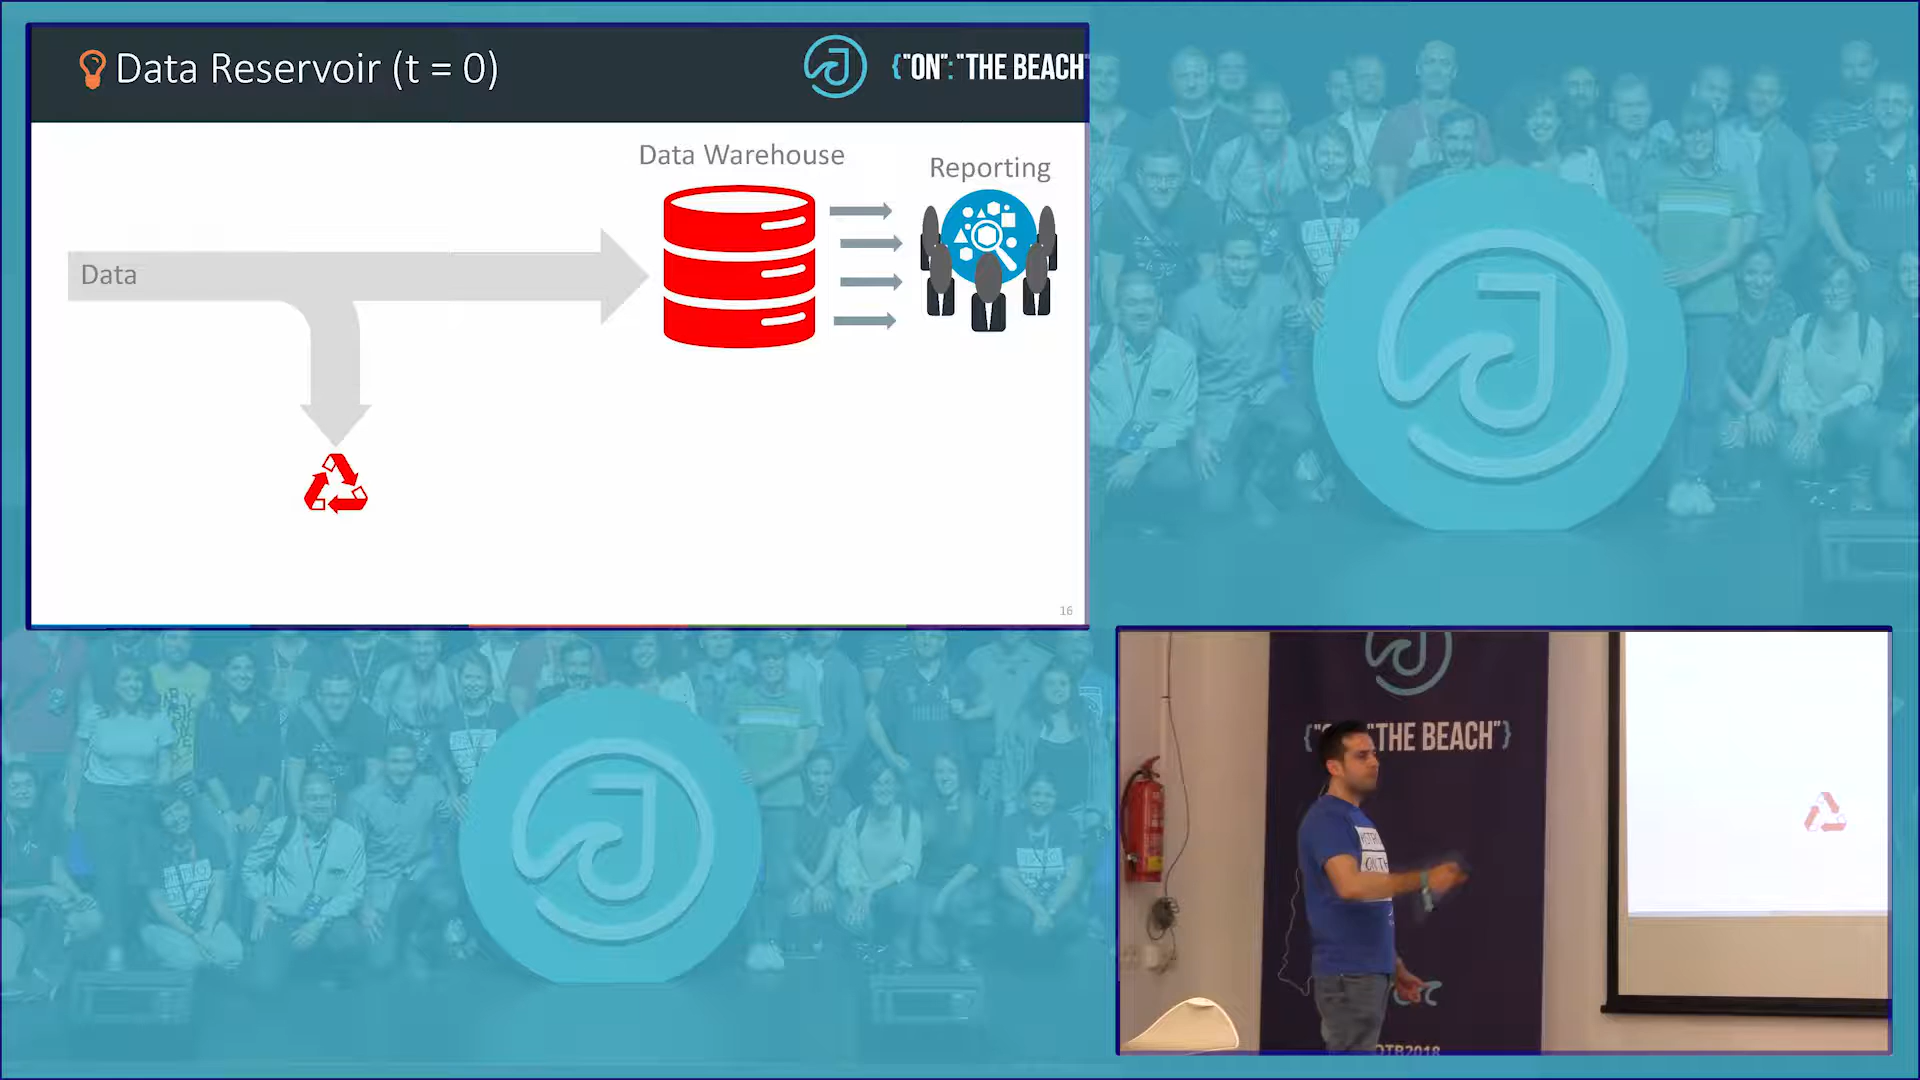 Data Reservoir (t = 0)
{"ON":"THE BEACH"
Data Warehouse
Reporting
Data
16
THE BEACH"}